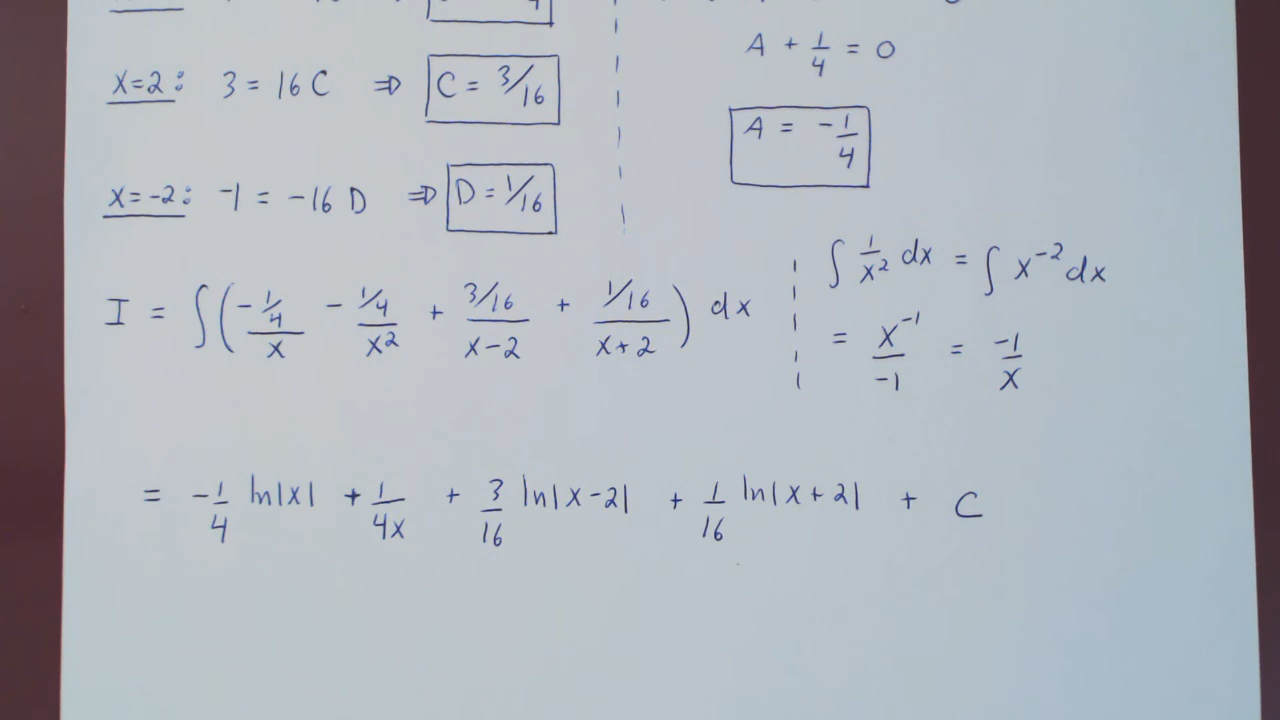 A + 1/4 = 0
x=2: 3 = 16 C ⇒ C = 3/16
A = -1/4
x=-2: -1 = -16 D ⇒ D = 1/16
∫ 1/x² dx = ∫ x⁻² dx
I = ∫ ( (-1/4)/x - (1/4)/x² + (3/16)/(x-2) + (1/16)/(x+2) ) dx
= x⁻¹/-1 = -1/x
= -1/4 ln|x| + 1/4x + 3/16 ln|x-2| + 1/16 ln|x+2| + C